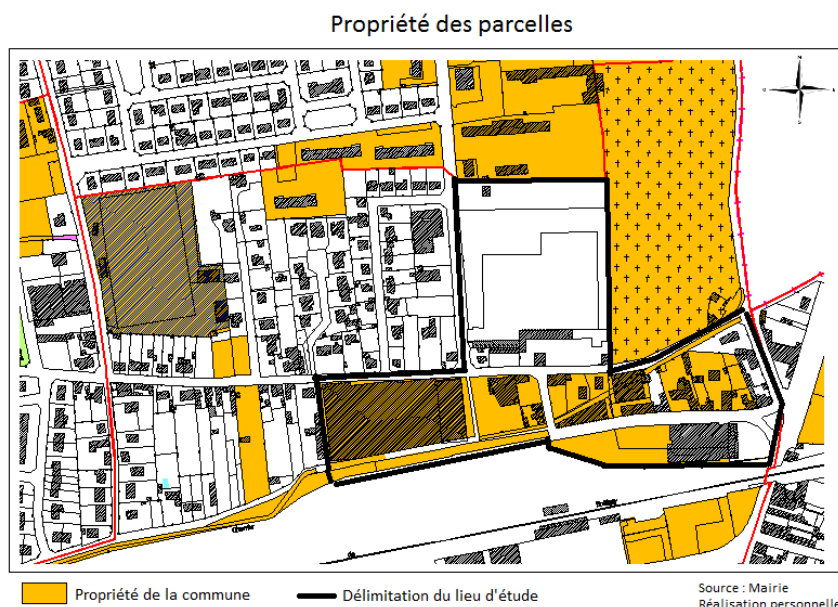 Propriété des parcelles
Propriété de la commune
Délimitation du lieu d'étude
Source : Mairie
Réalisation personnelle